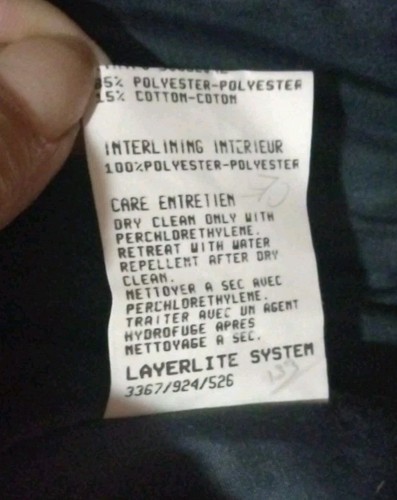 85% POLYESTER-POLYESTER
15% COTTON-COTON
INTERLINING INTERIEUR
100%POLYESTER-POLYESTER
CARE ENTRETIEN
DRY CLEAN ONLY WITH
PERCHLORETHYLENE.
RETREAT WITH WATER
REPELLENT AFTER DRY
CLEAN.
NETTOYER A SEC AVEC
PERCHLORETHYLENE.
TRAITER AVEC UN AGENT
HYDROFUGE APRES
NETTOYAGE A SEC.
LAYERLITE SYSTEM
3367/924/526